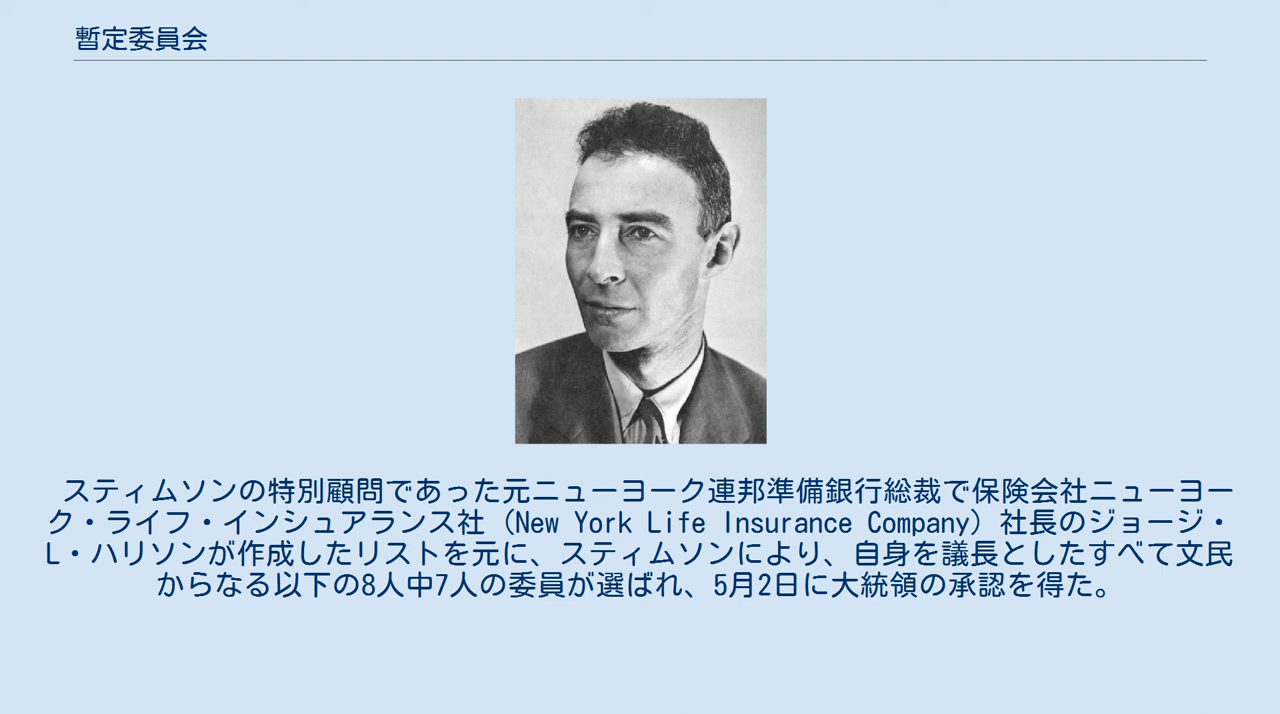 暫定委員会
スティムソンの特別顧問であった元ニューヨーク連邦準備銀行総裁で保険会社ニューヨー
ク・ライフ・インシュアランス社（New York Life Insurance Company）社長のジョージ・
L・ハリソンが作成したリストを元に、スティムソンにより、自身を議長としたすべて文民
からなる以下の8人中7人の委員が選ばれ、5月2日に大統領の承認を得た。